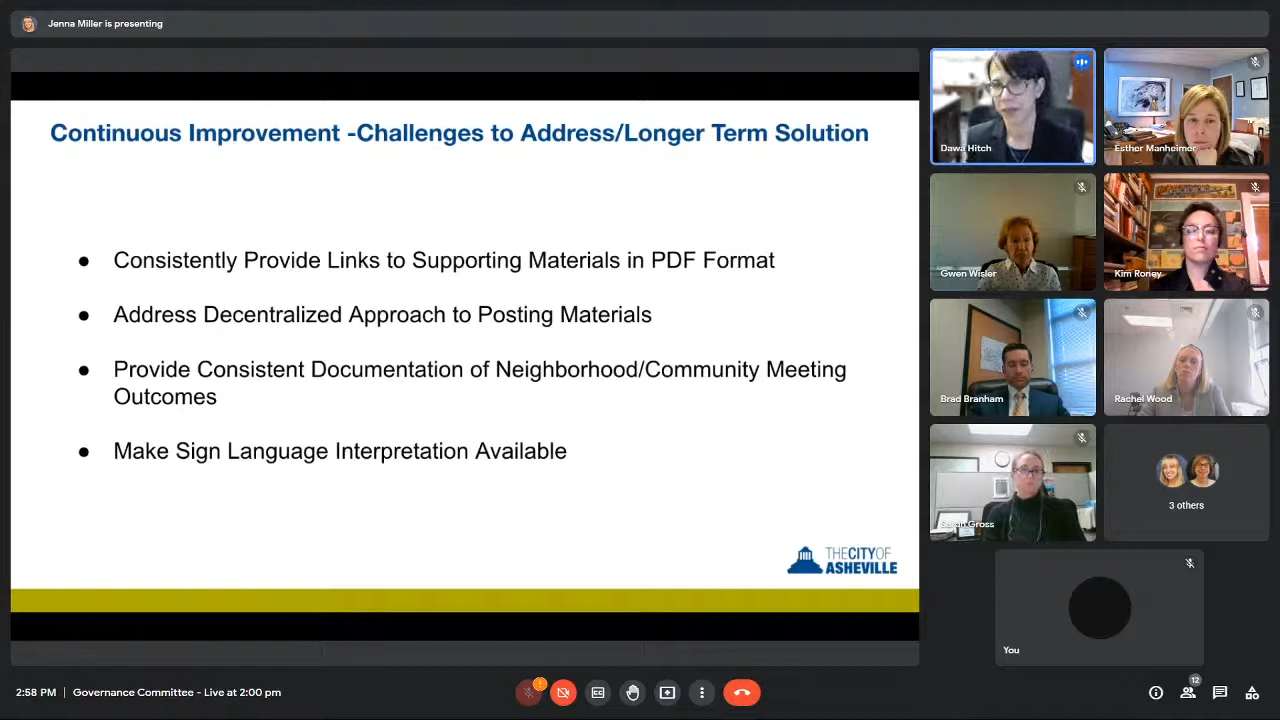 Jenna Miller is presenting
Continuous Improvement -Challenges to Address/Longer Term Solution
● Consistently Provide Links to Supporting Materials in PDF Format
● Address Decentralized Approach to Posting Materials
● Provide Consistent Documentation of Neighborhood/Community Meeting
Outcomes
● Make Sign Language Interpretation Available
THE CITY OF
ASHEVILLE
Dawa Hitch
Esther Manheimer
Gwen Wisler
Kim Roney
Brad Branham
Rachel Wood
Sarah Gross
3 others
You
2:58 PM | Governance Committee - Live at 2:00 pm
12